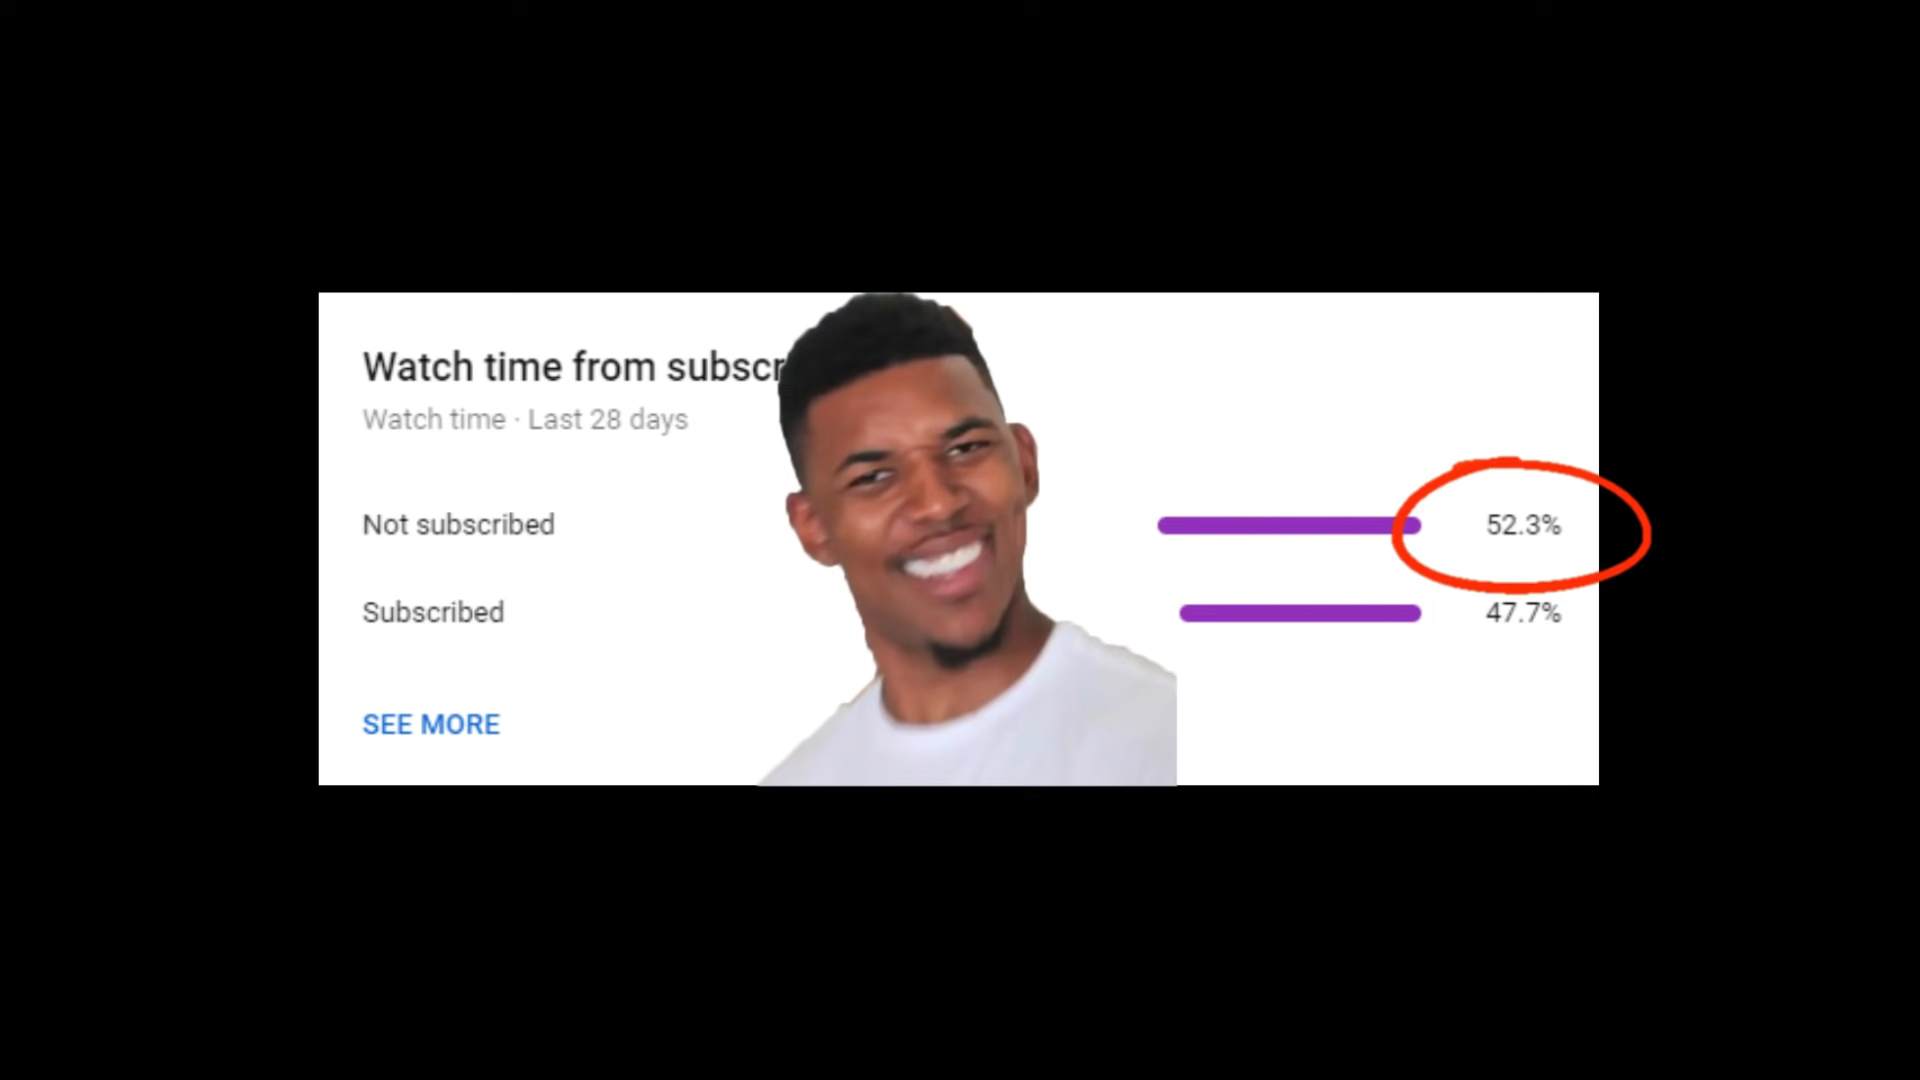 Watch time from subscr
Watch time · Last 28 days
Not subscribed 52.3%
Subscribed 47.7%
SEE MORE